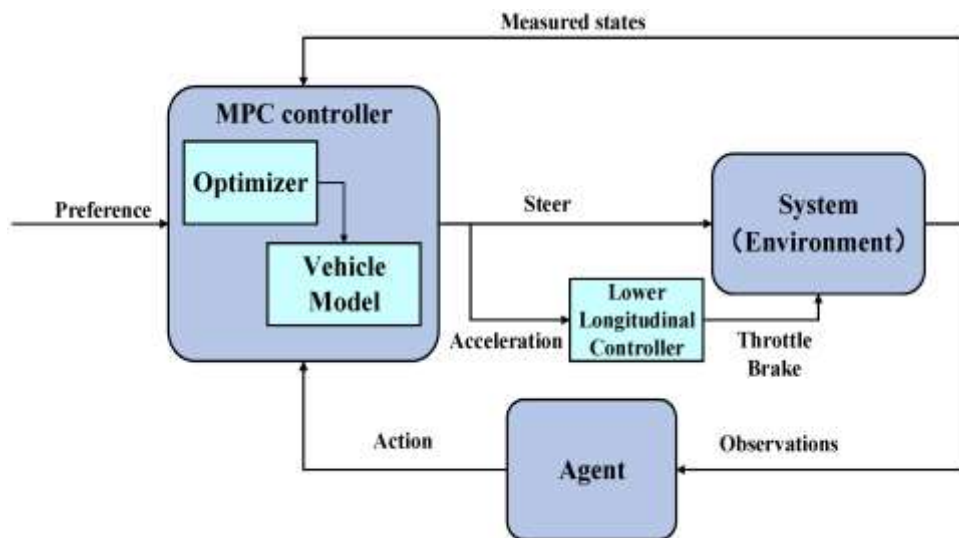 Measured states
MPC controller
Optimizer
Preference
Steer
System
（Environment）
Vehicle
Model
Lower
Longitudinal
Controller
Acceleration
Throttle
Brake
Action
Agent
Observations